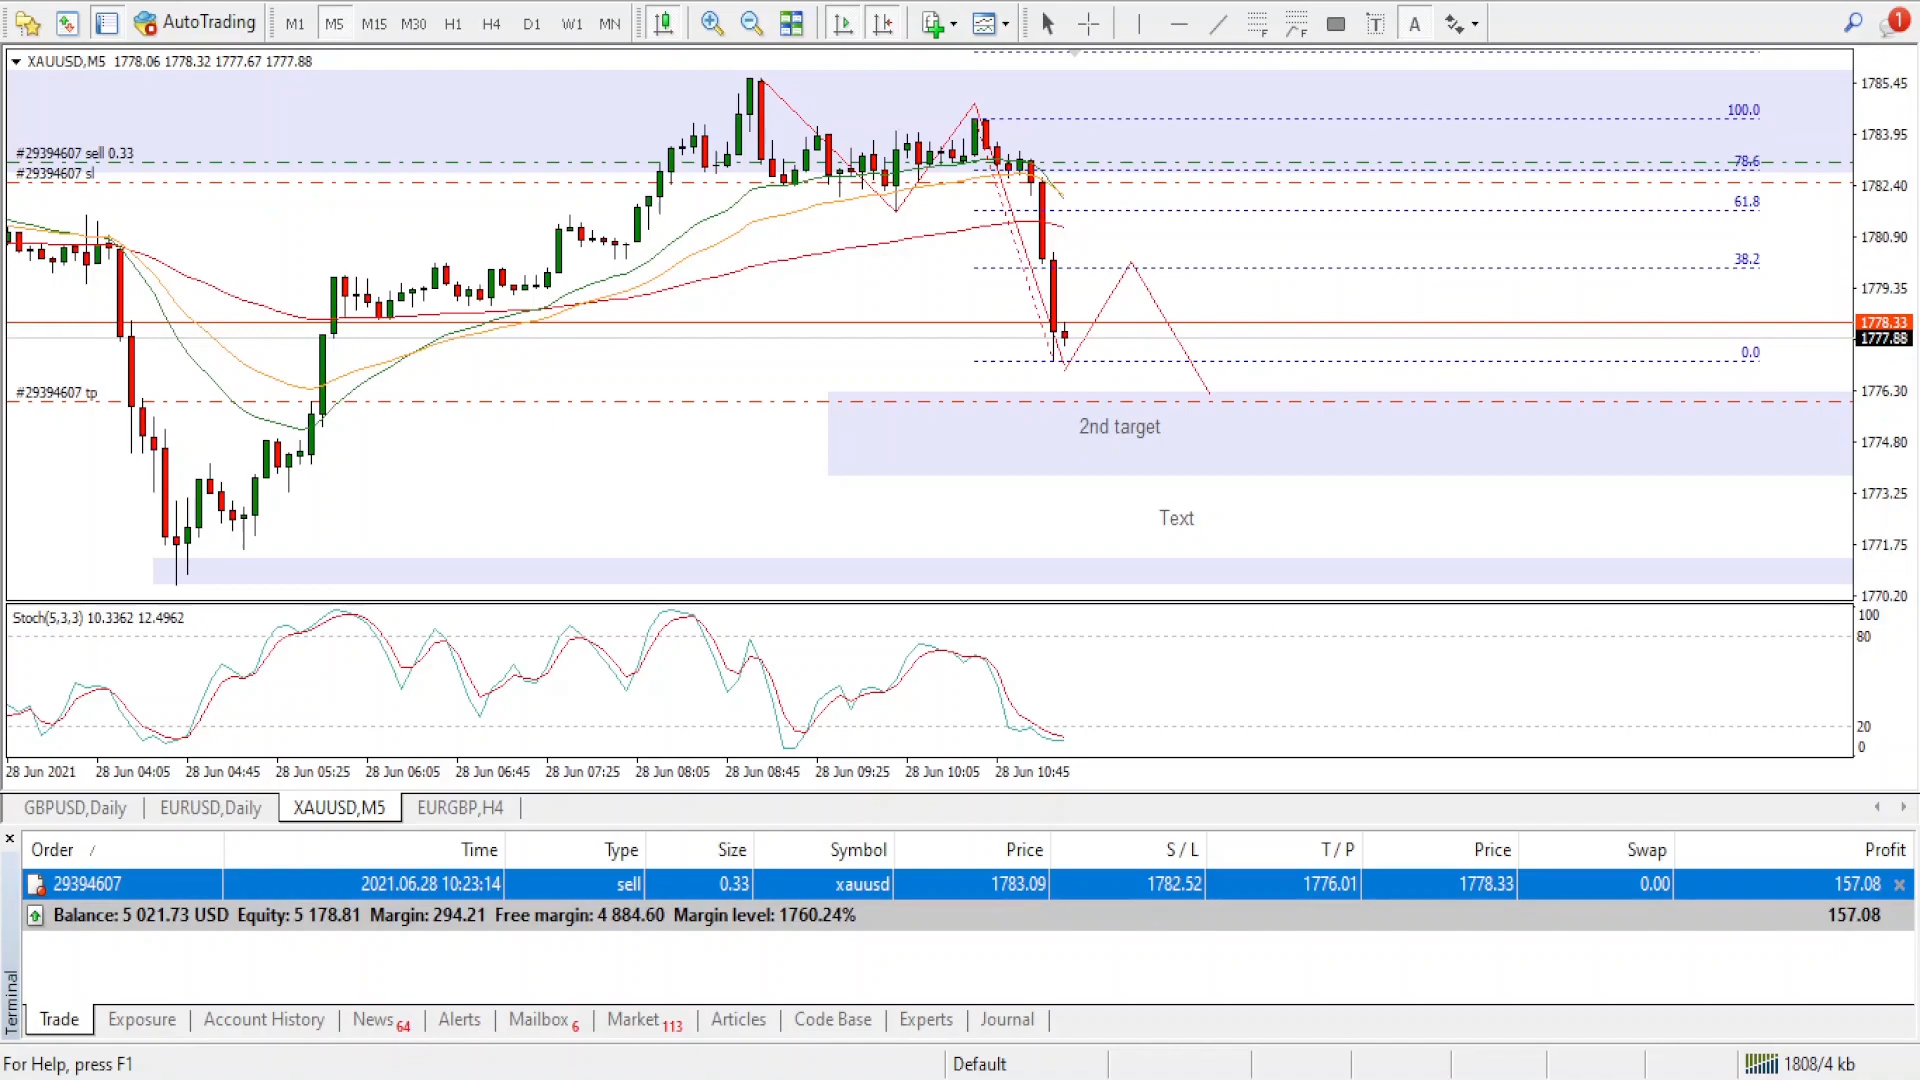 AutoTrading M1 M5 M15 M30 H1 H4 D1 W1 MN F F T A 1
XAUUSD,M5 1778.06 1778.32 1777.67 1777.88
1785.45
100.0
1783.95
#29394607 sell 0.33
78.6
#29394607 sl
1782.40
61.8
1780.90
38.2
1779.35
1778.33
1777.88
0.0
#29394607 tp
1776.30
2nd target
1774.80
1773.25
Text
1771.75
1770.20
Stoch(5,3,3) 10.3362 12.4962
100
80
20
0
28 Jun 2021 28 Jun 04:05 28 Jun 04:45 28 Jun 05:25 28 Jun 06:05 28 Jun 06:45 28 Jun 07:25 28 Jun 08:05 28 Jun 08:45 28 Jun 09:25 28 Jun 10:05 28 Jun 10:45
GBPUSD,Daily EURUSD,Daily XAUUSD,M5 EURGBP,H4
Order / Time Type Size Symbol Price S / L T / P Price Swap Profit
29394607 2021.06.28 10:23:14 sell 0.33 xauusd 1783.09 1782.52 1776.01 1778.33 0.00 157.08
Balance: 5 021.73 USD Equity: 5 178.81 Margin: 294.21 Free margin: 4 884.60 Margin level: 1760.24% 157.08
Terminal
Trade Exposure Account History News 64 Alerts Mailbox 6 Market 113 Articles Code Base Experts Journal
For Help, press F1 Default 1808/4 kb